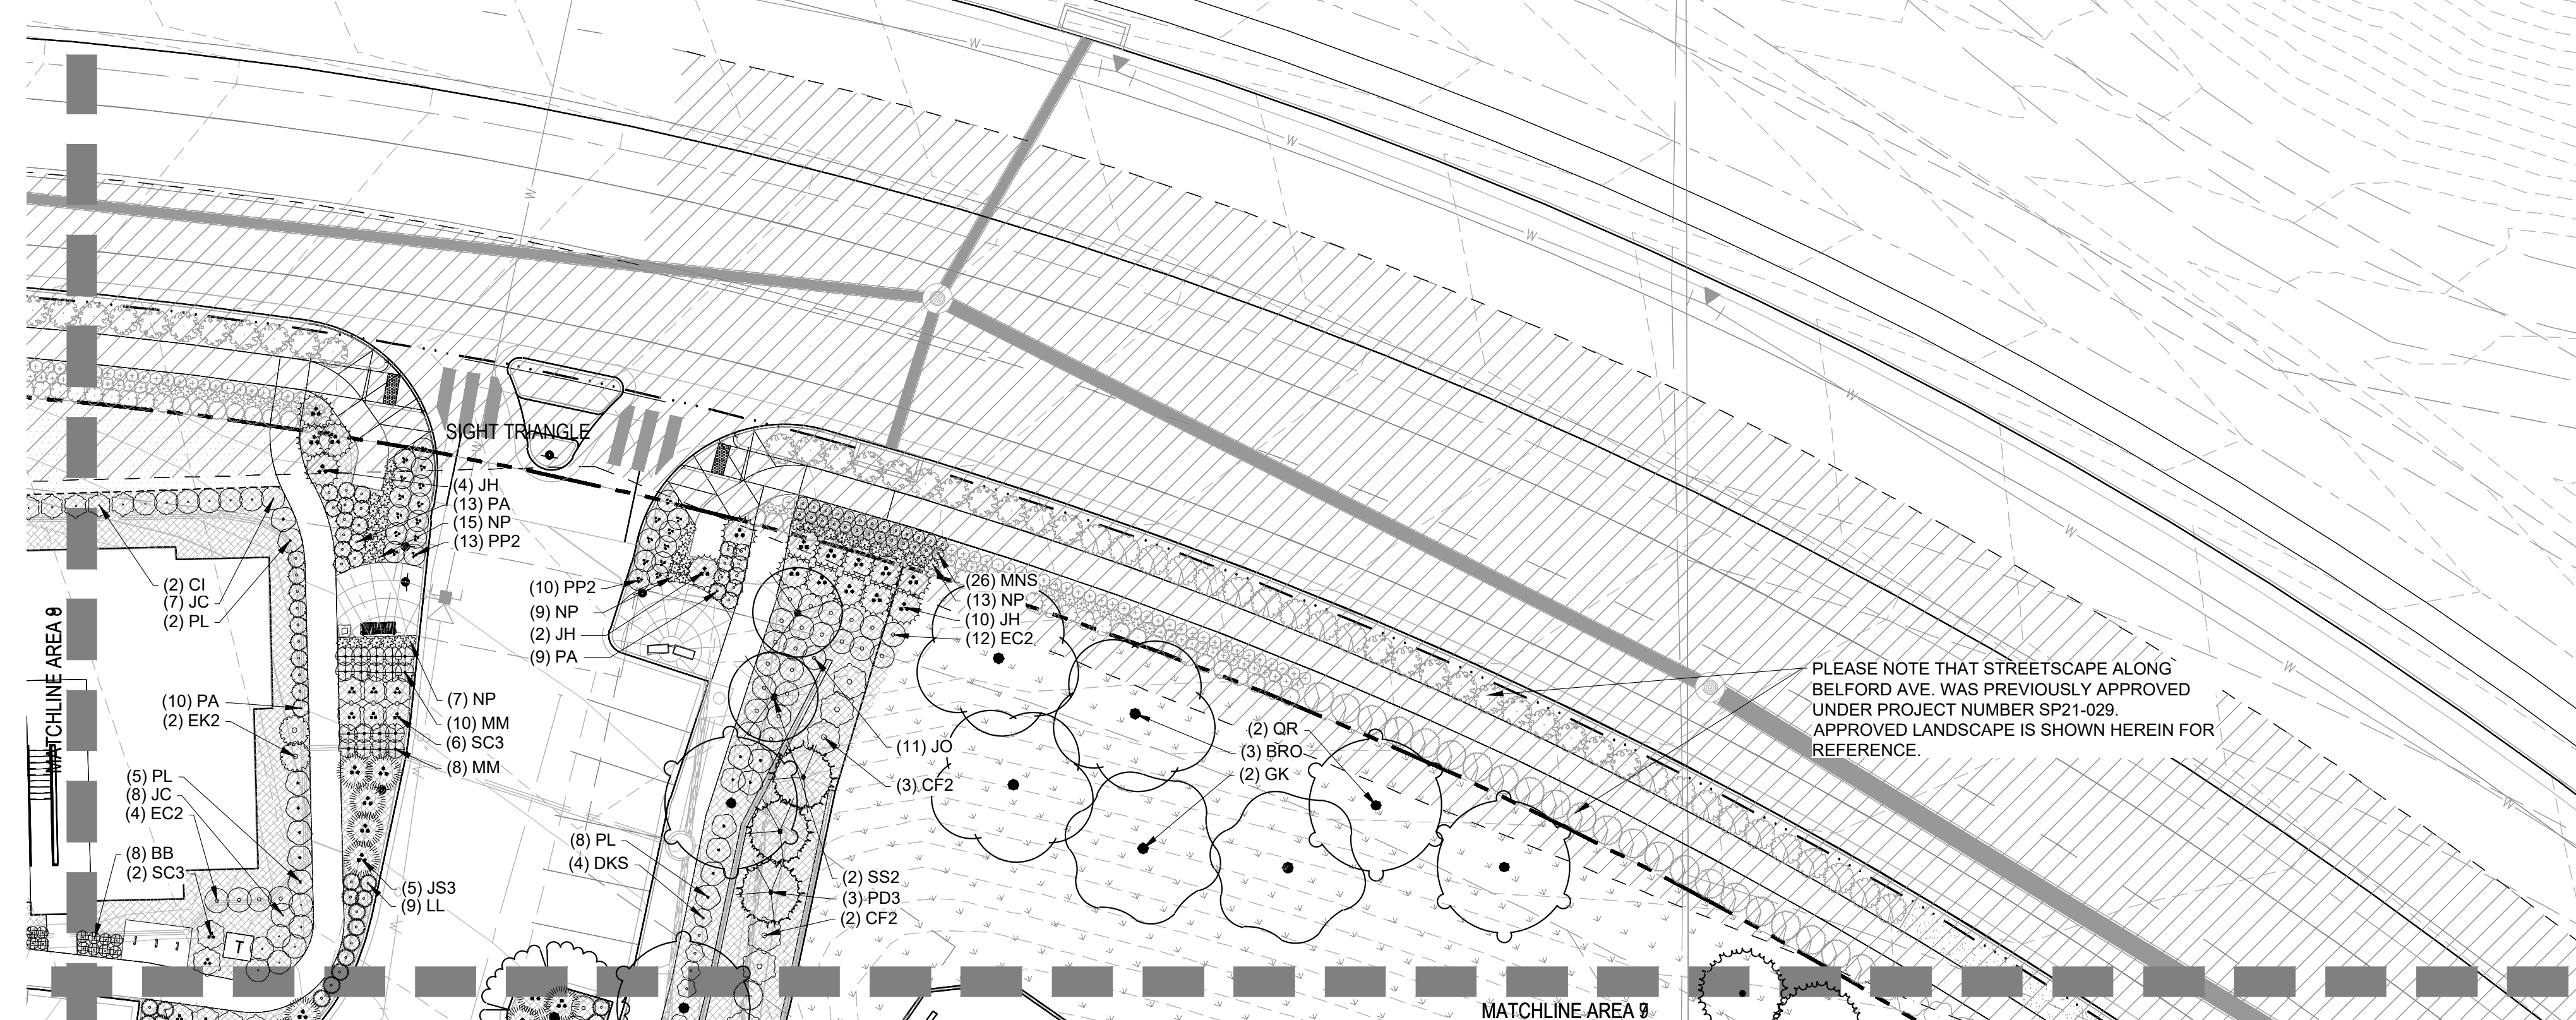 W
W
W
W
W
W
W
W
W
SIGHT TRIANGLE
(4) JH
(13) PA
(15) NP
(13) PP2
(2) CI
(7) JC
(2) PL
(10) PP2
(9) NP
(2) JH
(9) PA
(26) MNS
(13) NP
(10) JH
(12) EC2
MATCHLINE AREA
(10) PA
(2) EK2
(7) NP
(10) MM
(6) SC3
(8) MM
(11) JO
(3) CF2
(2) QR
(3) BRO
(2) GK
PLEASE NOTE THAT STREETSCAPE ALONG
BELFORD AVE. WAS PREVIOUSLY APPROVED
UNDER PROJECT NUMBER SP21-029.
APPROVED LANDSCAPE IS SHOWN HEREIN FOR
REFERENCE.
(5) PL
(8) JC
(4) EC2
(8) BB
(2) SC3
(5) JS3
(9) LL
(8) PL
(4) DKS
(2) SS2
(3) PD3
(2) CF2
T
MATCHLINE AREA